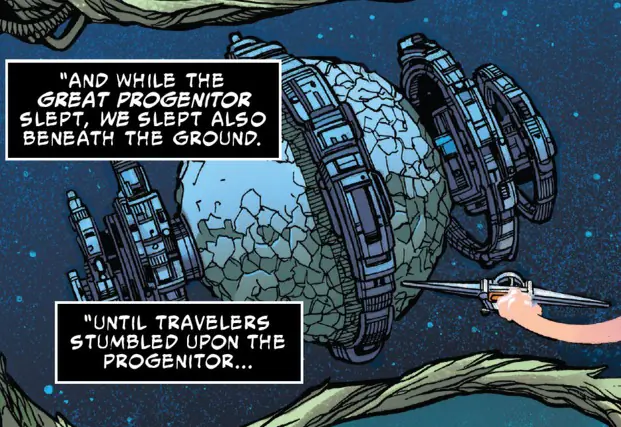 "AND WHILE THE
GREAT PROGENITOR
SLEPT, WE SLEPT ALSO
BENEATH THE GROUND.
"UNTIL TRAVELERS
STUMBLED UPON THE
PROGENITOR...